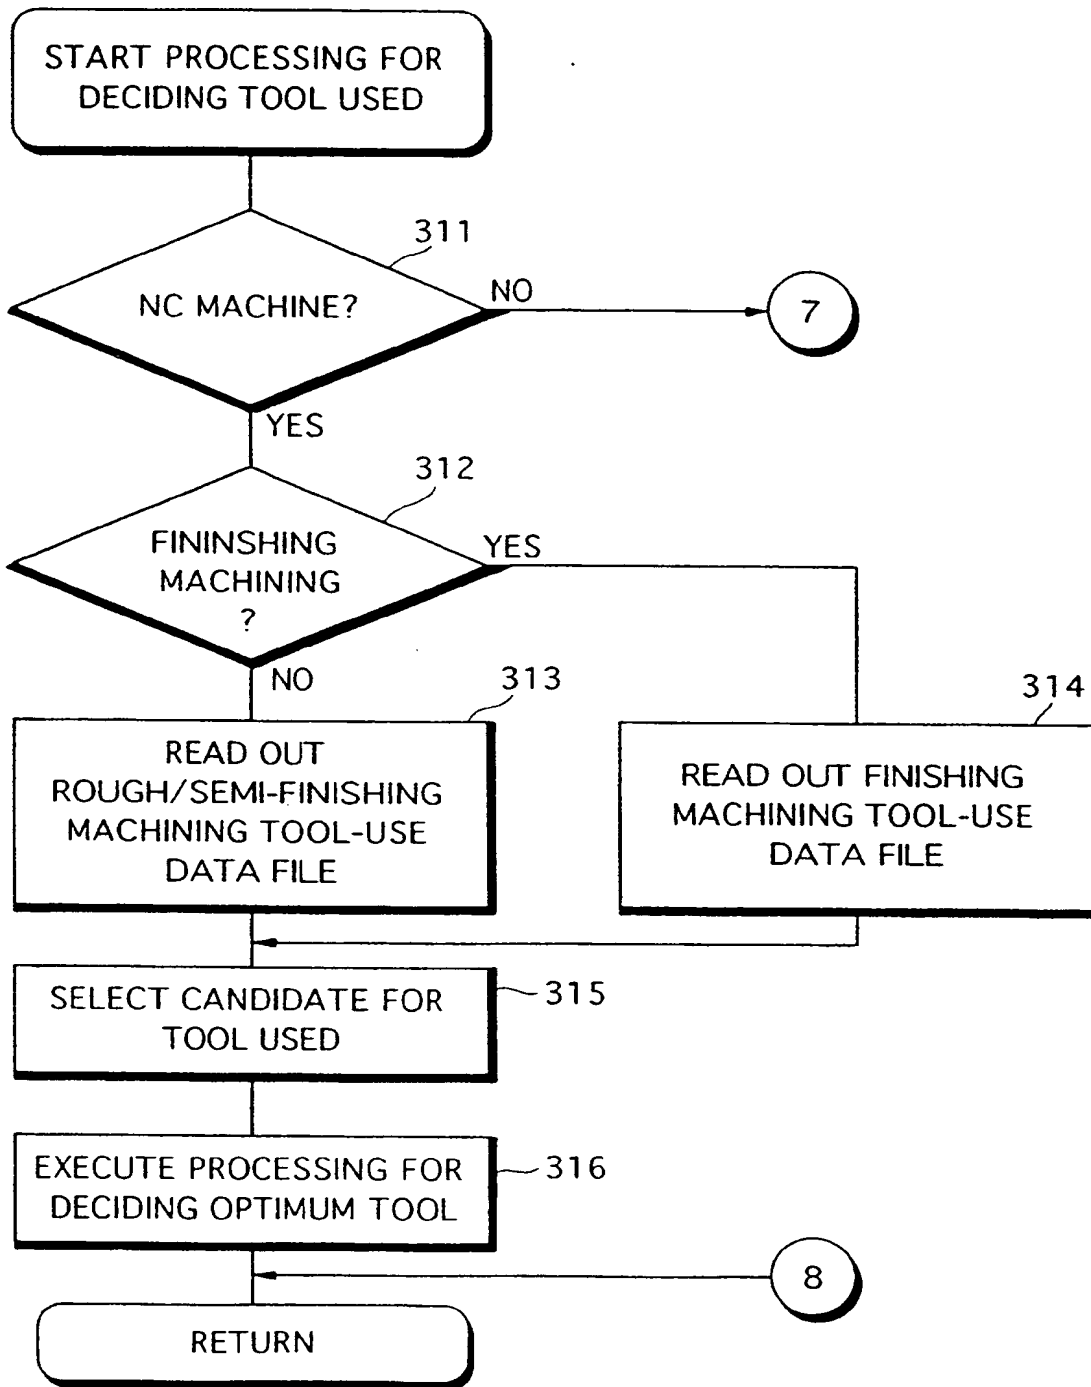 START PROCESSING FOR
DECIDING TOOL USED
311
NC MACHINE?
NO
7
YES
312
FININSHING
MACHINING
?
YES
NO
313
314
READ OUT
ROUGH/SEMI-FINISHING
MACHINING TOOL-USE
DATA FILE
READ OUT FINISHING
MACHINING TOOL-USE
DATA FILE
SELECT CANDIDATE FOR
TOOL USED
315
EXECUTE PROCESSING FOR
DECIDING OPTIMUM TOOL
316
8
RETURN